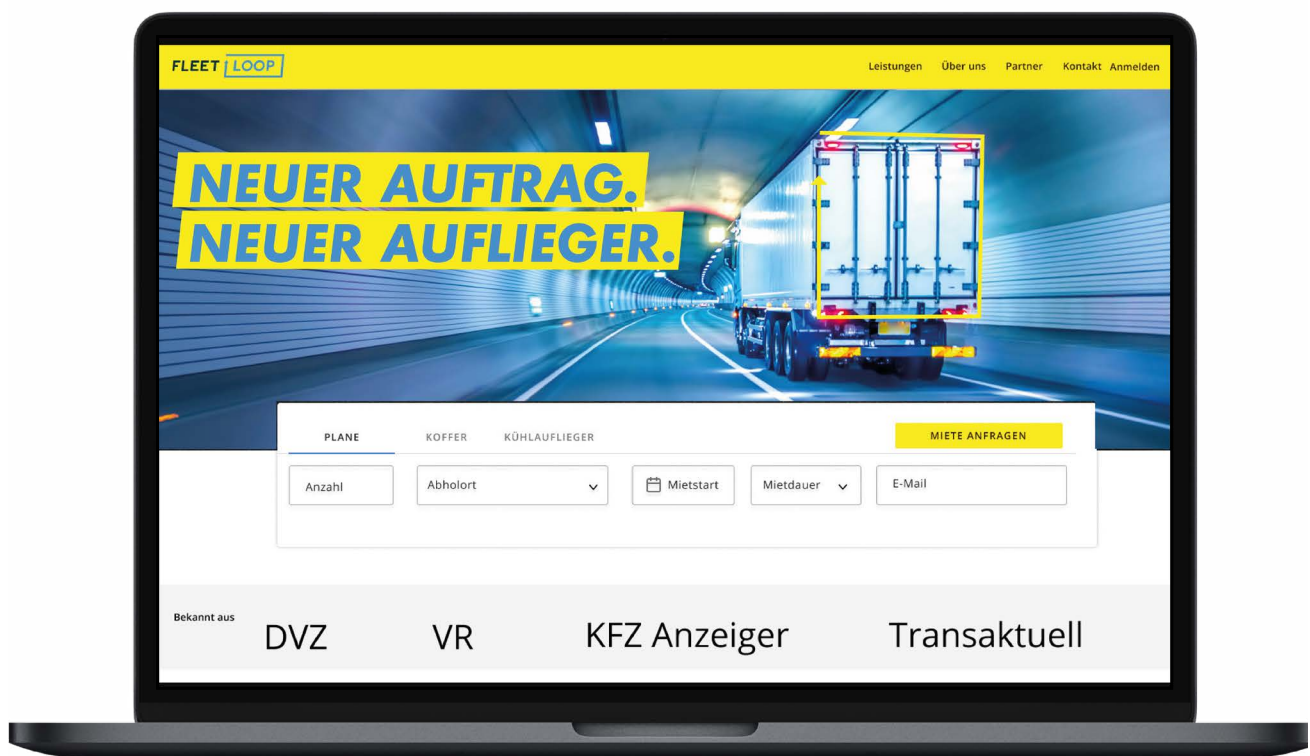 FLEET LOOP
Leistungen Über uns Partner Kontakt Anmelden
NEUER AUFTRAG.
NEUER AUFLIEGER.
PLANE KOFFER KÜHLAUFLIEGER MIETE ANFRAGEN
Anzahl Abholort Mietstart Mietdauer E-Mail
Bekannt aus
DVZ VR KFZ Anzeiger Transaktuell